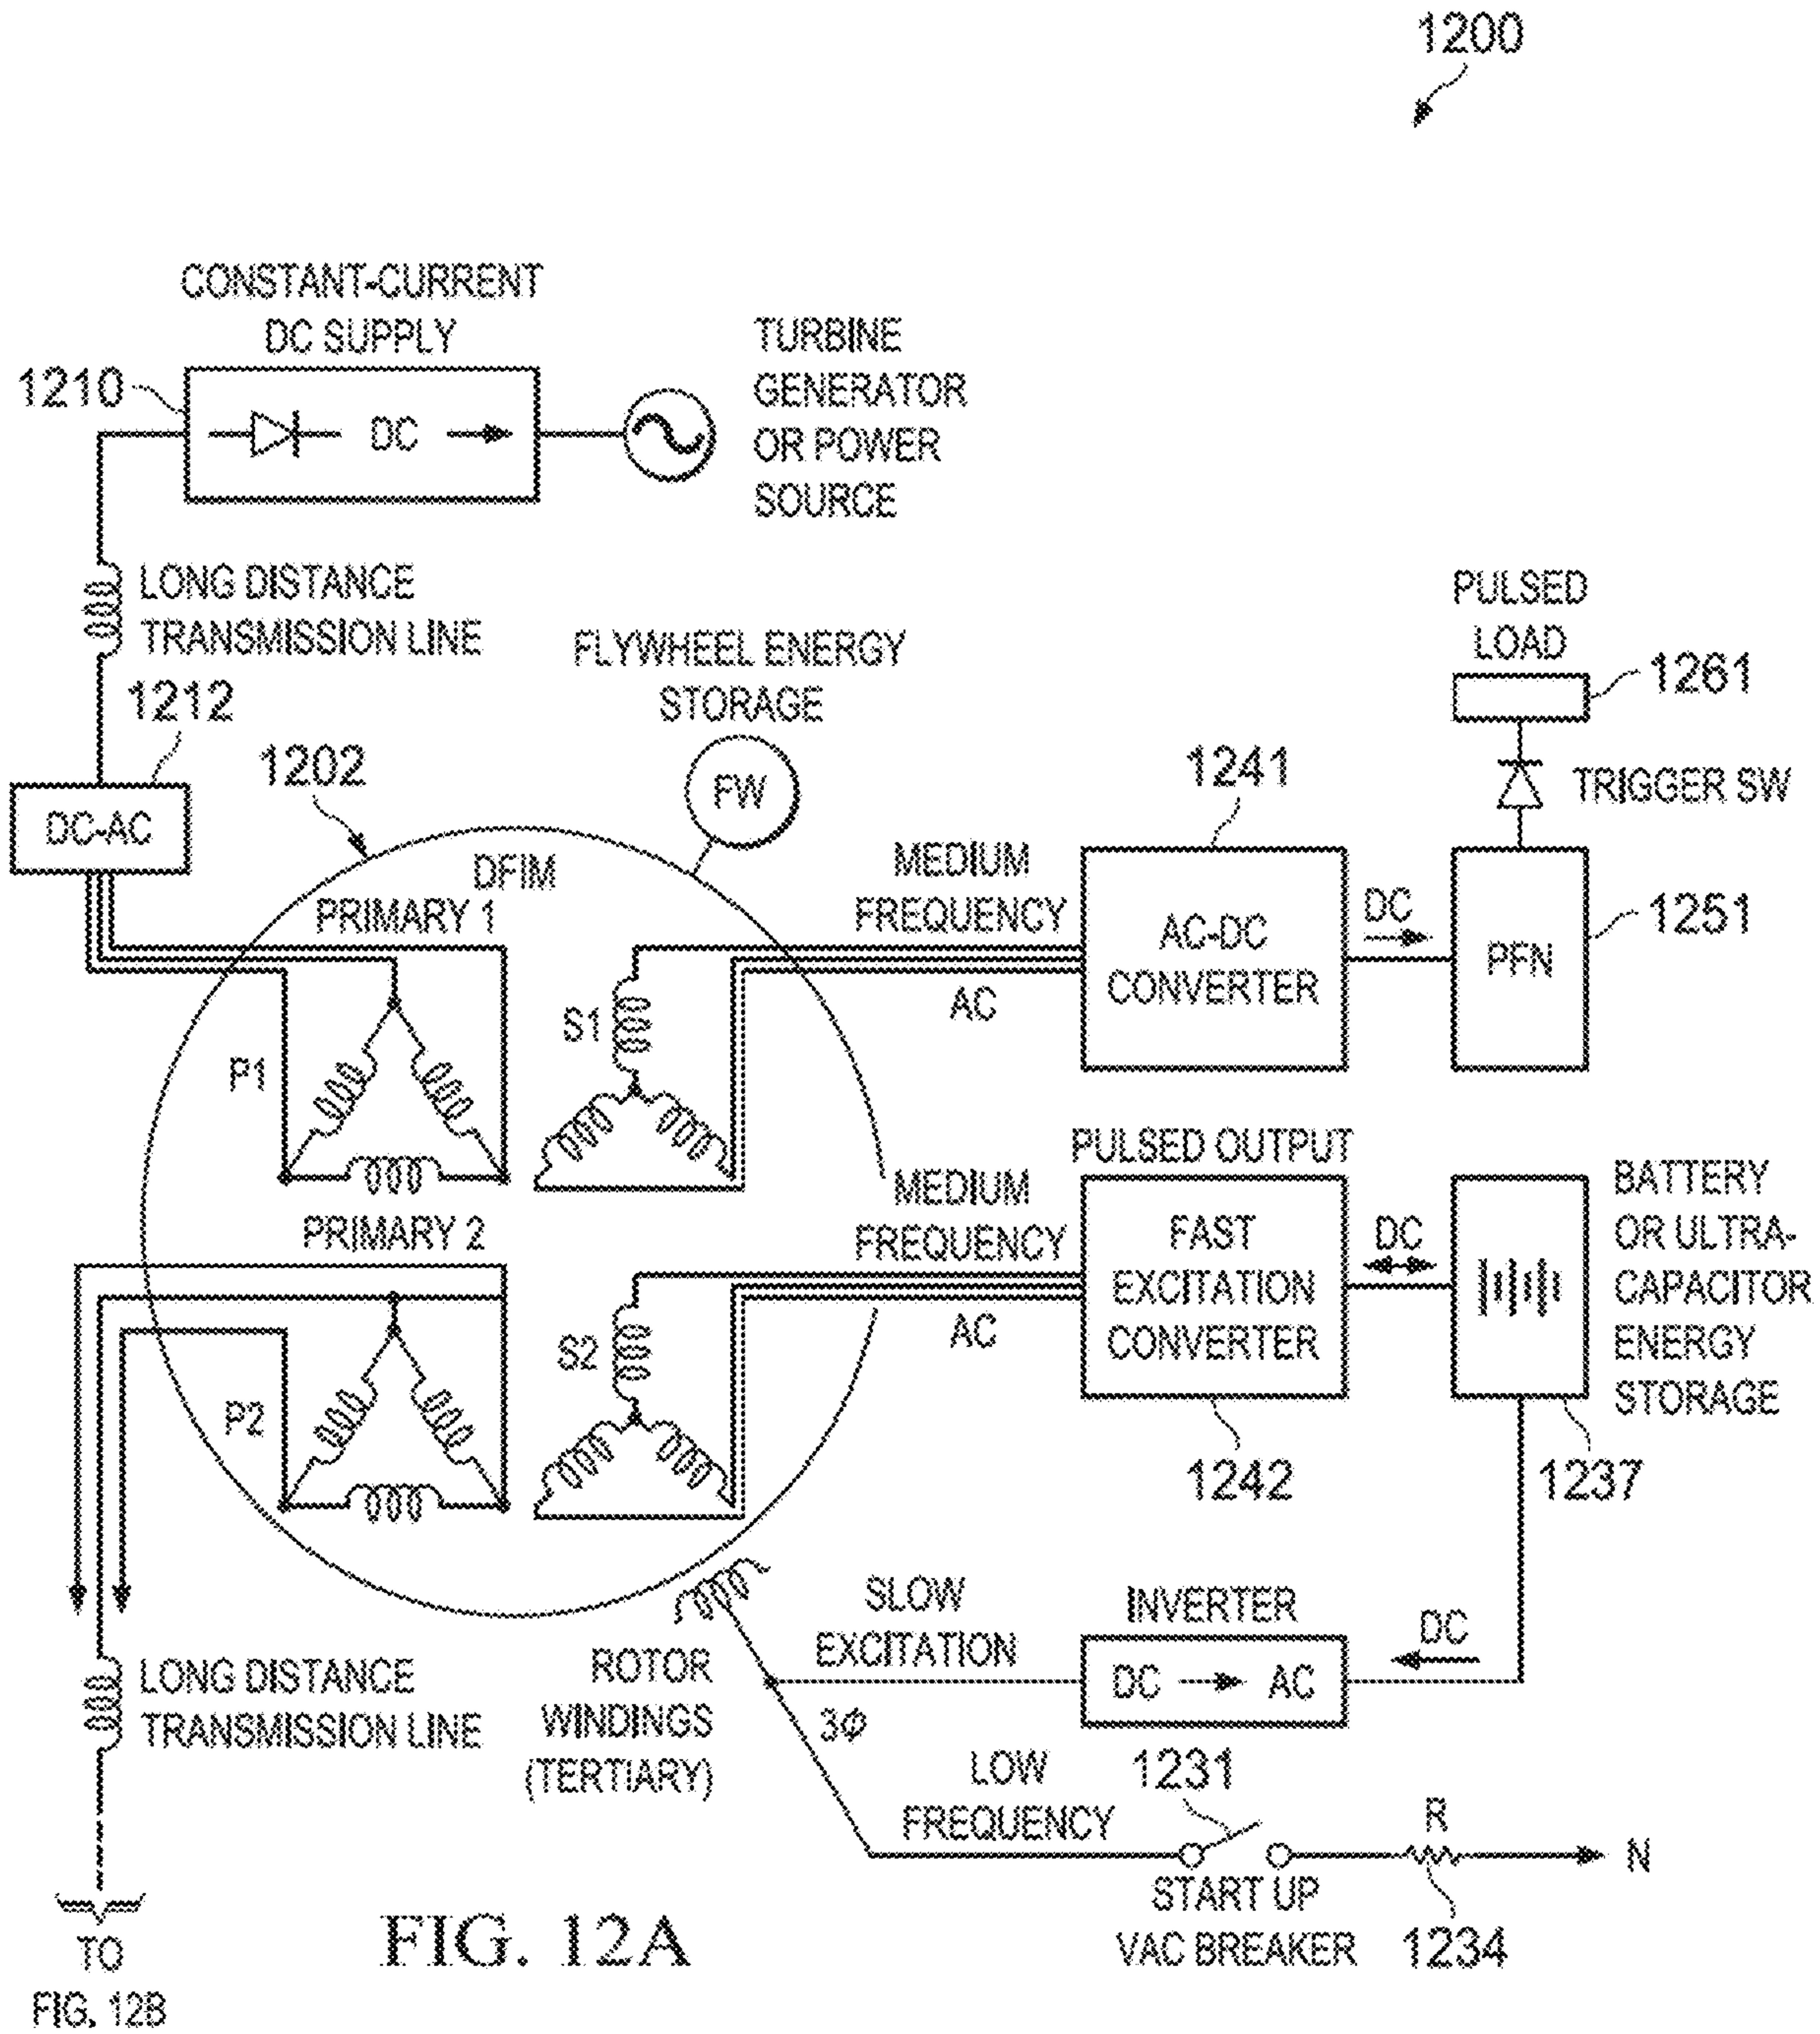 1200
CONSTANT-CURRENT
DC SUPPLY
1210
DC
TURBINE
GENERATOR
OR POWER
SOURCE
LONG DISTANCE
TRANSMISSION LINE
1212
DC-AC
1202
FLYWHEEL ENERGY
STORAGE
FW
DFIM
PRIMARY 1
P1
S1
MEDIUM
FREQUENCY
AC
1241
AC-DC
CONVERTER
DC
PULSED
LOAD
1261
TRIGGER SW
PFN
1251
PRIMARY 2
P2
S2
MEDIUM
FREQUENCY
AC
PULSED OUTPUT
FAST
EXCITATION
CONVERTER
1242
DC
BATTERY
OR ULTRA-
CAPACITOR
ENERGY
STORAGE
1237
LONG DISTANCE
TRANSMISSION LINE
ROTOR
WINDINGS
(TERTIARY)
SLOW
EXCITATION
3Φ
INVERTER
DC AC
DC
LOW
FREQUENCY
1231
START UP
VAC BREAKER
R
1234
N
TO
FIG. 12B
FIG. 12A